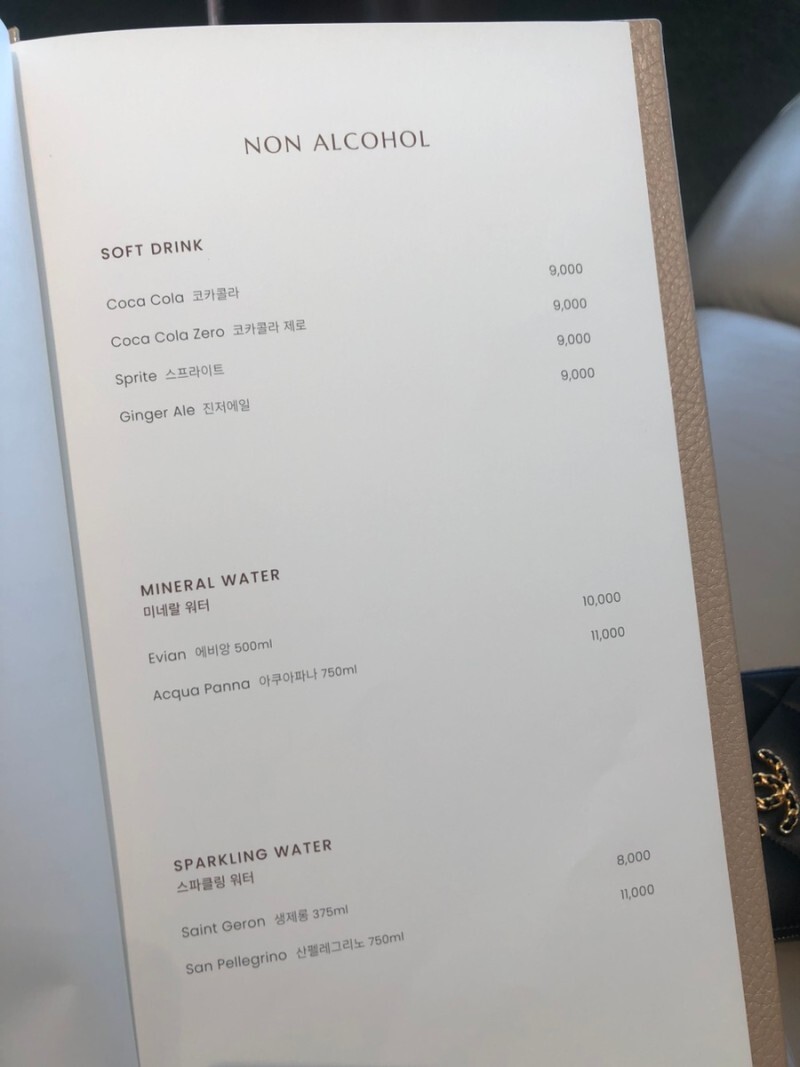 NON ALCOHOL
SOFT DRINK
Coca Cola 코카콜라 9,000
Coca Cola Zero 코카콜라 제로 9,000
Sprite 스프라이트 9,000
Ginger Ale 진저에일 9,000
MINERAL WATER
미네랄 워터
Evian 에비앙 500ml 10,000
Acqua Panna 아쿠아파나 750ml 11,000
SPARKLING WATER
스파클링 워터
Saint Geron 생제롱 375ml 8,000
San Pellegrino 산펠레그리노 750ml 11,000